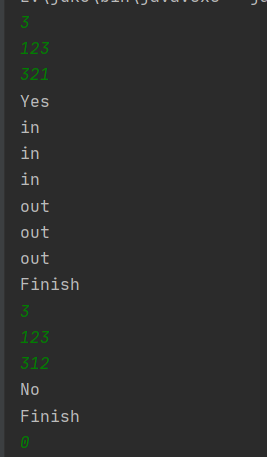 3
123
321
Yes
in
in
in
out
out
out
Finish
3
123
312
No
Finish
0